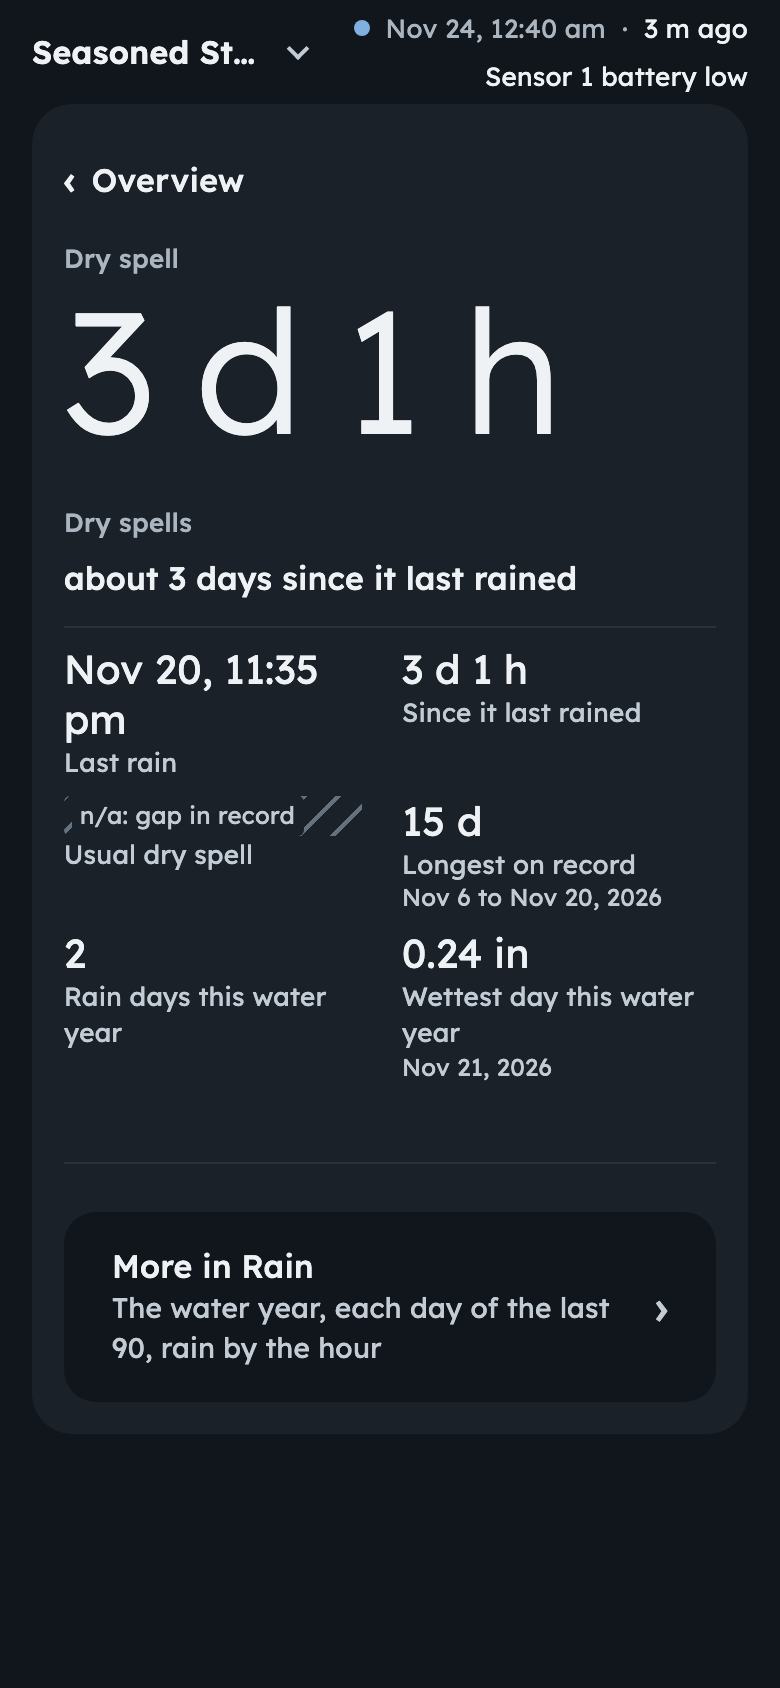 Seasoned St...
Nov 24, 12:40 am · 3 m ago
Sensor 1 battery low
‹ Overview
Dry spell
3 d 1 h
Dry spells
about 3 days since it last rained
Nov 20, 11:35
pm
Last rain
3 d 1 h
Since it last rained
n/a: gap in record
Usual dry spell
15 d
Longest on record
Nov 6 to Nov 20, 2026
2
Rain days this water
year
0.24 in
Wettest day this water
year
Nov 21, 2026
More in Rain
The water year, each day of the last
90, rain by the hour
›